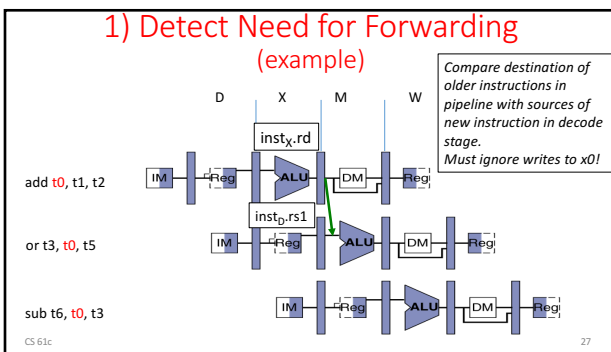 1) Detect Need for Forwarding
(example)
Compare destination of
older instructions in
pipeline with sources of
new instruction in decode
stage.
Must ignore writes to x0!
D X M W
instX.rd
add t0, t1, t2
IM Reg ALU DM Reg
instD.rs1
or t3, t0, t5
IM Reg ALU DM Reg
sub t6, t0, t3
IM Reg ALU DM Reg
CS 61c
27